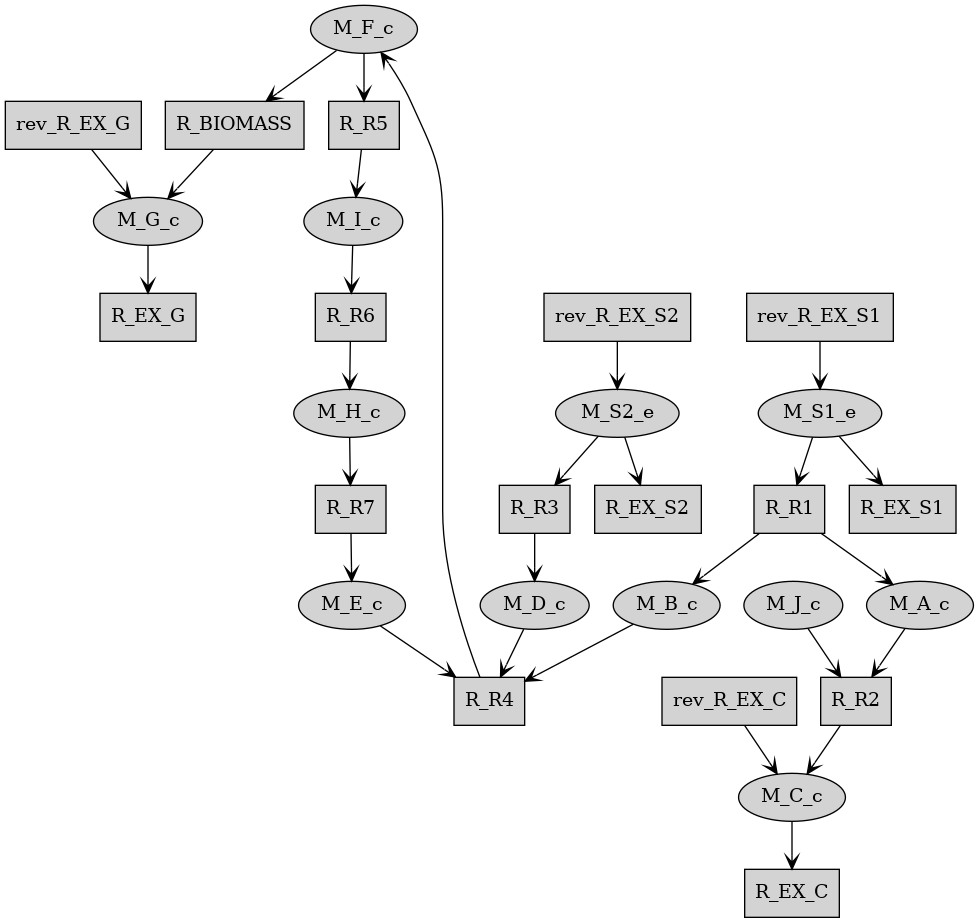 M_F_c
rev_R_EX_G
R_BIOMASS
R_R5
M_G_c
M_I_c
R_EX_G
R_R6
rev_R_EX_S2
rev_R_EX_S1
M_H_c
M_S2_e
M_S1_e
R_R7
R_R3
R_EX_S2
R_R1
R_EX_S1
M_E_c
M_D_c
M_B_c
M_J_c
M_A_c
R_R4
rev_R_EX_C
R_R2
M_C_c
R_EX_C